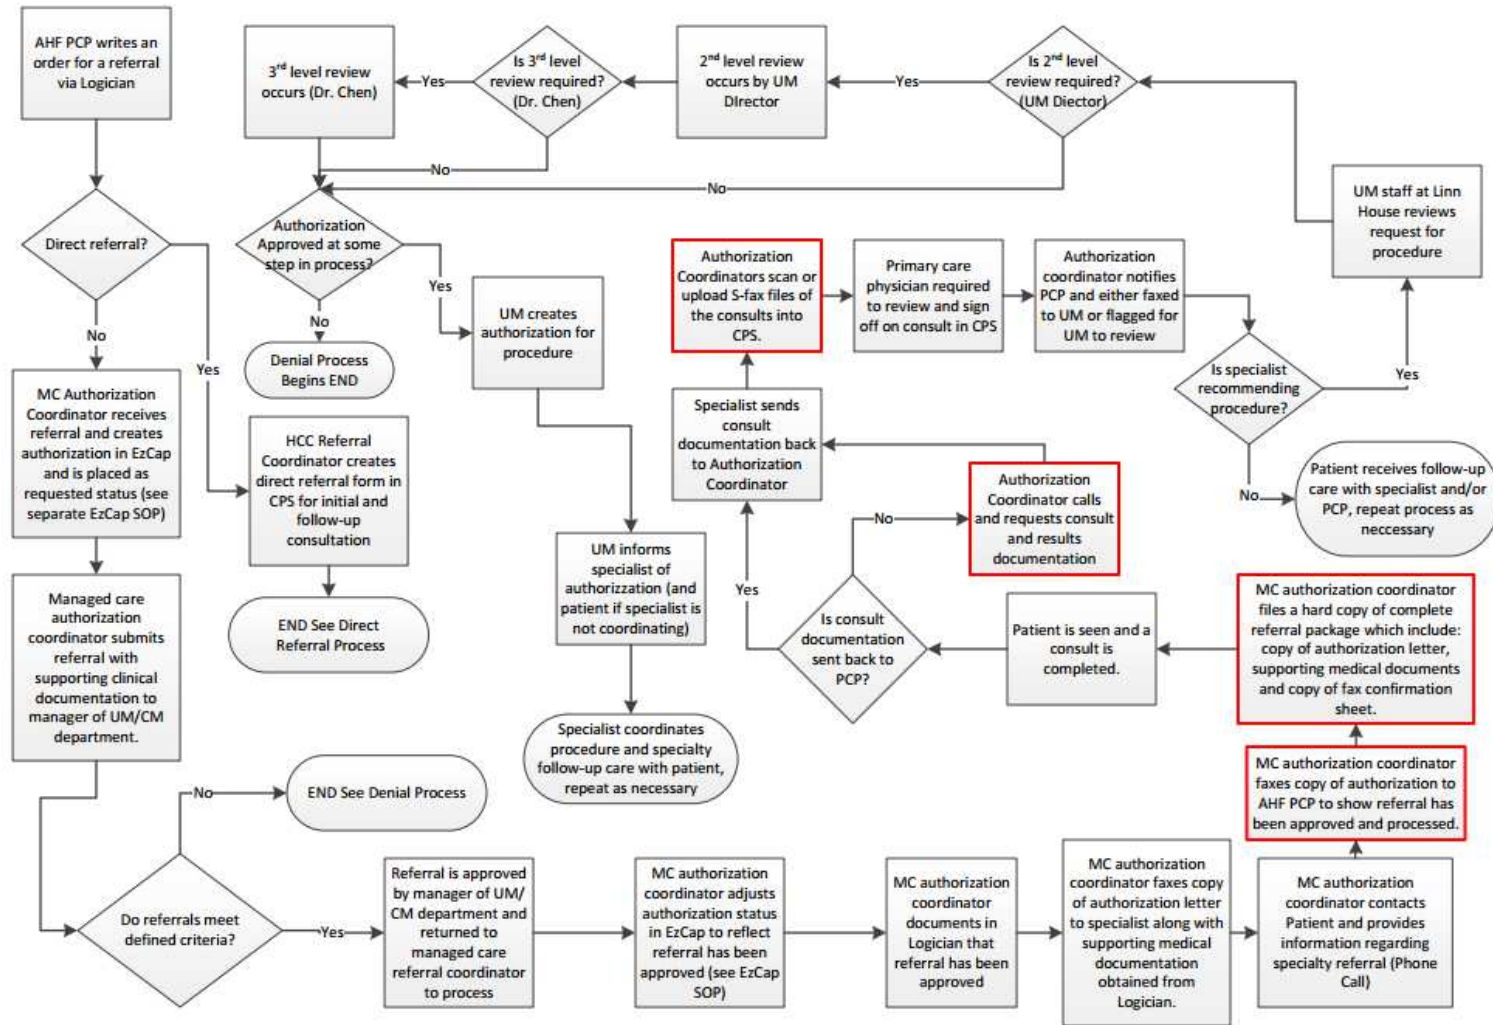 AHF PCP writes an
order for a referral
via Logician
3rd level review
occurs (Dr. Chen)
Yes
Is 3rd level
review required?
(Dr. Chen)
2nd level review
occurs by UM
DIrector
Yes
Is 2nd level
review required?
(UM Diector)
No
No
UM staff at Linn
House reviews
request for
procedure
Direct referral?
Authorization
Approved at some
step in process?
Yes
No
No
Yes
Denial Process
Begins END
UM creates
authorization for
procedure
Authorization
Coordinators scan or
upload S-fax files of
the consults into
CPS.
Primary care
physician required
to review and sign
off on consult in CPS
Authorization
coordinator notifies
PCP and either faxed
to UM or flagged for
UM to review
Is specialist
recommending
procedure?
Yes
No
Patient receives follow-up
care with specialist and/or
PCP, repeat process as
neccessary
MC Authorization
Coordinator receives
referral and creates
authorization in EzCap
and is placed as
requested status (see
separate EzCap SOP)
HCC Referral
Coordinator creates
direct referral form in
CPS for initial and
follow-up
consultation
Specialist sends
consult
documentation back
to Authorization
Coordinator
Authorization
Coordinator calls
and requests consult
and results
documentation
No
Yes
UM informs
specialist of
authorizzation (and
patient if specialist is
not coordinating)
END See Direct
Referral Process
Managed care
authorization
coordinator submits
referral with
supporting clinical
documentation to
manager of UM/CM
department.
Is consult
documentation
sent back to
PCP?
Patient is seen and a
consult is
completed.
MC authorization coordinator
files a hard copy of complete
referral package which include:
copy of authorization letter,
supporting medical documents
and copy of fax confirmation
sheet.
Specialist coordinates
procedure and specialty
follow-up care with patient,
repeat as necessary
MC authorization coordinator
faxes copy of authorization to
AHF PCP to show referral has
been approved and processed.
No
END See Denial Process
Do referrals meet
defined criteria?
Yes
Referral is approved
by manager of UM/
CM department and
returned to
managed care
referral coordinator
to process
MC authorization
coordinator adjusts
authorization status
in EzCap to reflect
referral has been
approved (see EzCap
SOP)
MC authorization
coordinator
documents in
Logician that
referral has been
approved
MC authorization
coordinator faxes copy
of authorization letter
to specialist along with
supporting medical
documentation
obtained from
Logician.
MC authorization
coordinator contacts
Patient and provides
information regarding
specialty referral (Phone
Call)